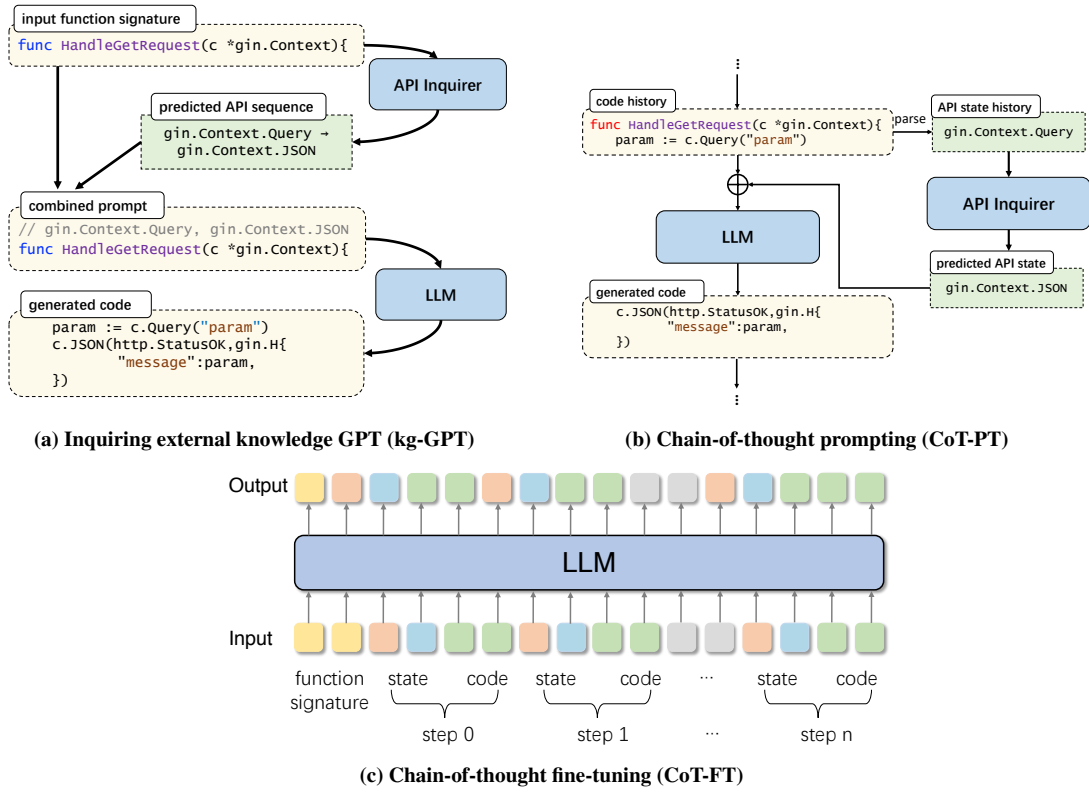 input function signature
func HandleGetRequest(c *gin.Context){
API Inquirer
predicted API sequence
gin.Context.Query →
gin.Context.JSON
combined prompt
// gin.Context.Query, gin.Context.JSON
func HandleGetRequest(c *gin.Context){
LLM
generated code
param := c.Query("param")
c.JSON(http.StatusOK,gin.H{
"message":param,
})
(a) Inquiring external knowledge GPT (kg-GPT)
...
code history
func HandleGetRequest(c *gin.Context){
param := c.Query("param")
parse
API state history
gin.Context.Query
API Inquirer
predicted API state
gin.Context.JSON
LLM
generated code
c.JSON(http.StatusOK,gin.H{
"message":param,
})
...
(b) Chain-of-thought prompting (CoT-PT)
Output
LLM
Input
function signature
state code state code ... state code
step 0 step 1 ... step n
(c) Chain-of-thought fine-tuning (CoT-FT)